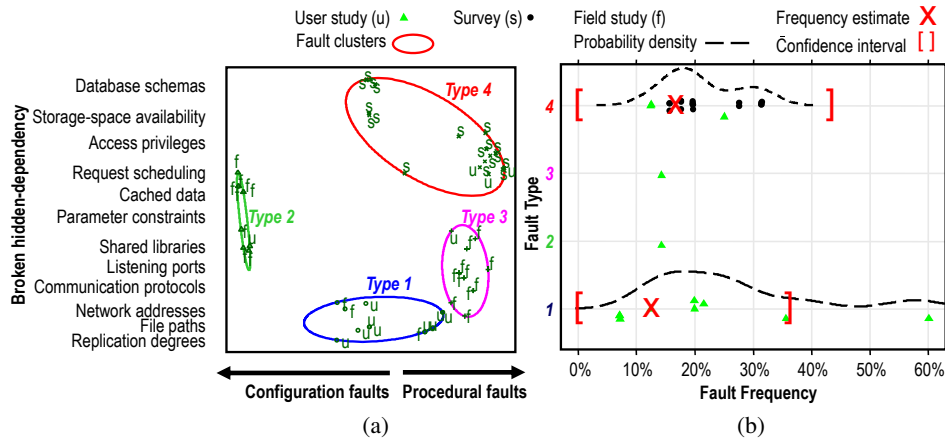 User study (u) Survey (s) Field study (f) Frequency estimate X
Fault clusters Probability density Confidence interval [ ]
Broken hidden-dependency
Database schemas
Storage-space availability
Access privileges
Request scheduling
Cached data
Parameter constraints
Shared libraries
Listening ports
Communication protocols
Network addresses
File paths
Replication degrees
Type 4
Type 2
Type 3
Type 1
Configuration faults Procedural faults
(a)
Fault Type
4
3
2
1
0% 10% 20% 30% 40% 50% 60%
Fault Frequency
(b)